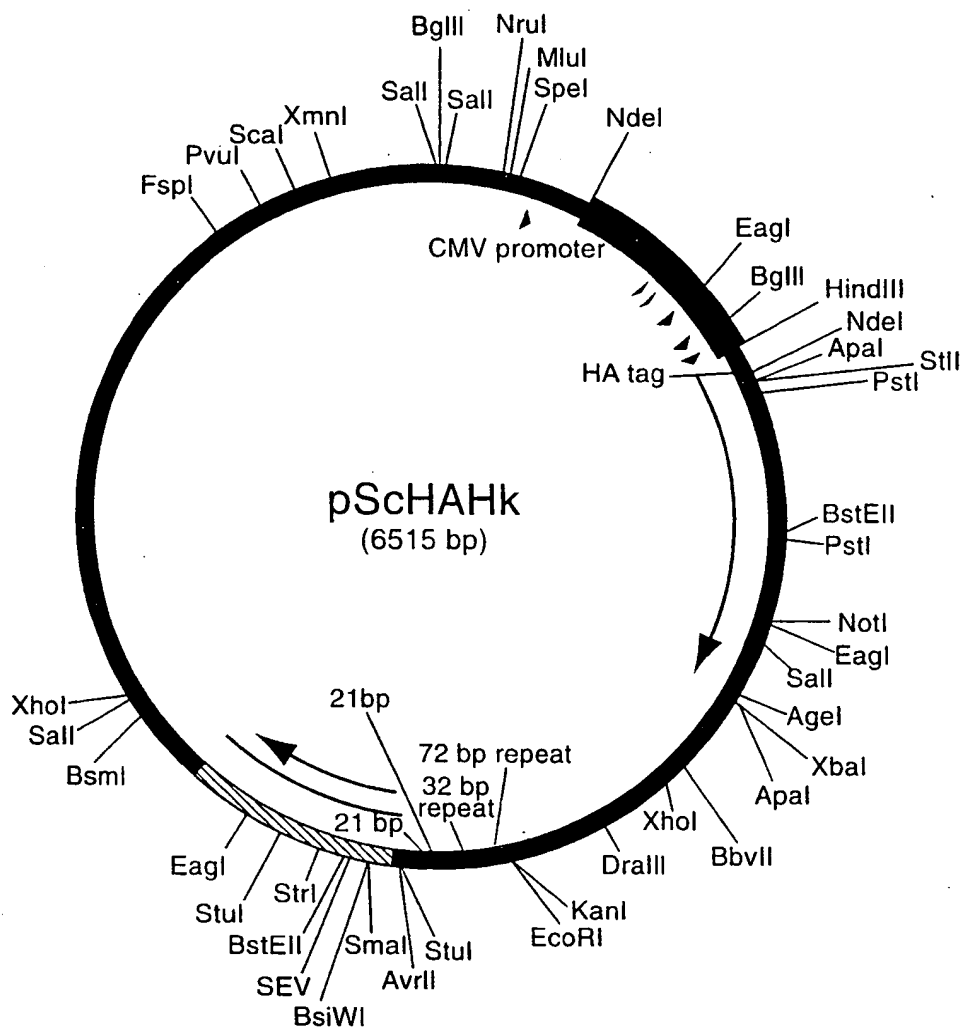 BglII
NruI
MluI
SpeI
SalI
SalI
XmnI
ScaI
PvuI
FspI
NdeI
CMV promoter
EagI
BglII
HindIII
NdeI
ApaI
StII
PstI
HA tag
pScHAHk
(6515 bp)
BstEII
PstI
NotI
EagI
SalI
AgeI
XbaI
ApaI
BbvII
XhoI
DraIII
KanI
EcoRI
72 bp repeat
32 bp
repeat
21bp
21 bp
XhoI
SalI
BsmI
EagI
StuI
StrI
BstEII
SEV
BsiWI
SmaI
AvrII
StuI